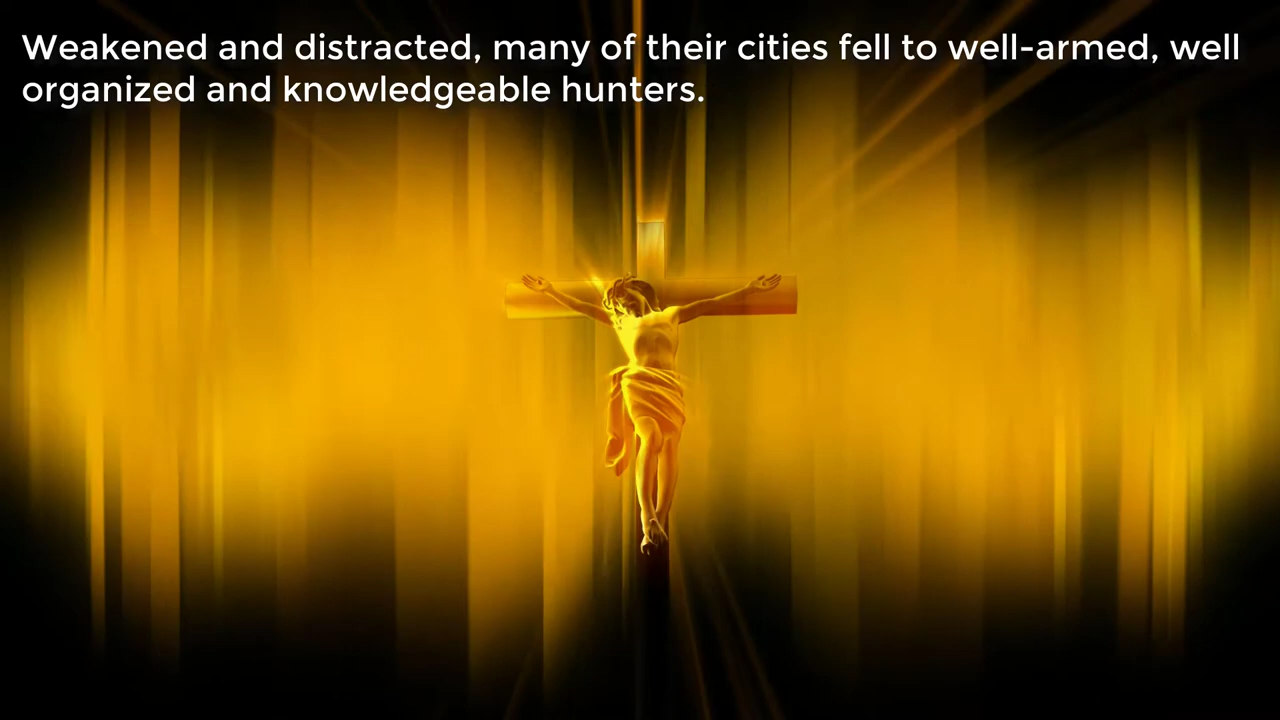 Weakened and distracted, many of their cities fell to well-armed, well
organized and knowledgeable hunters.